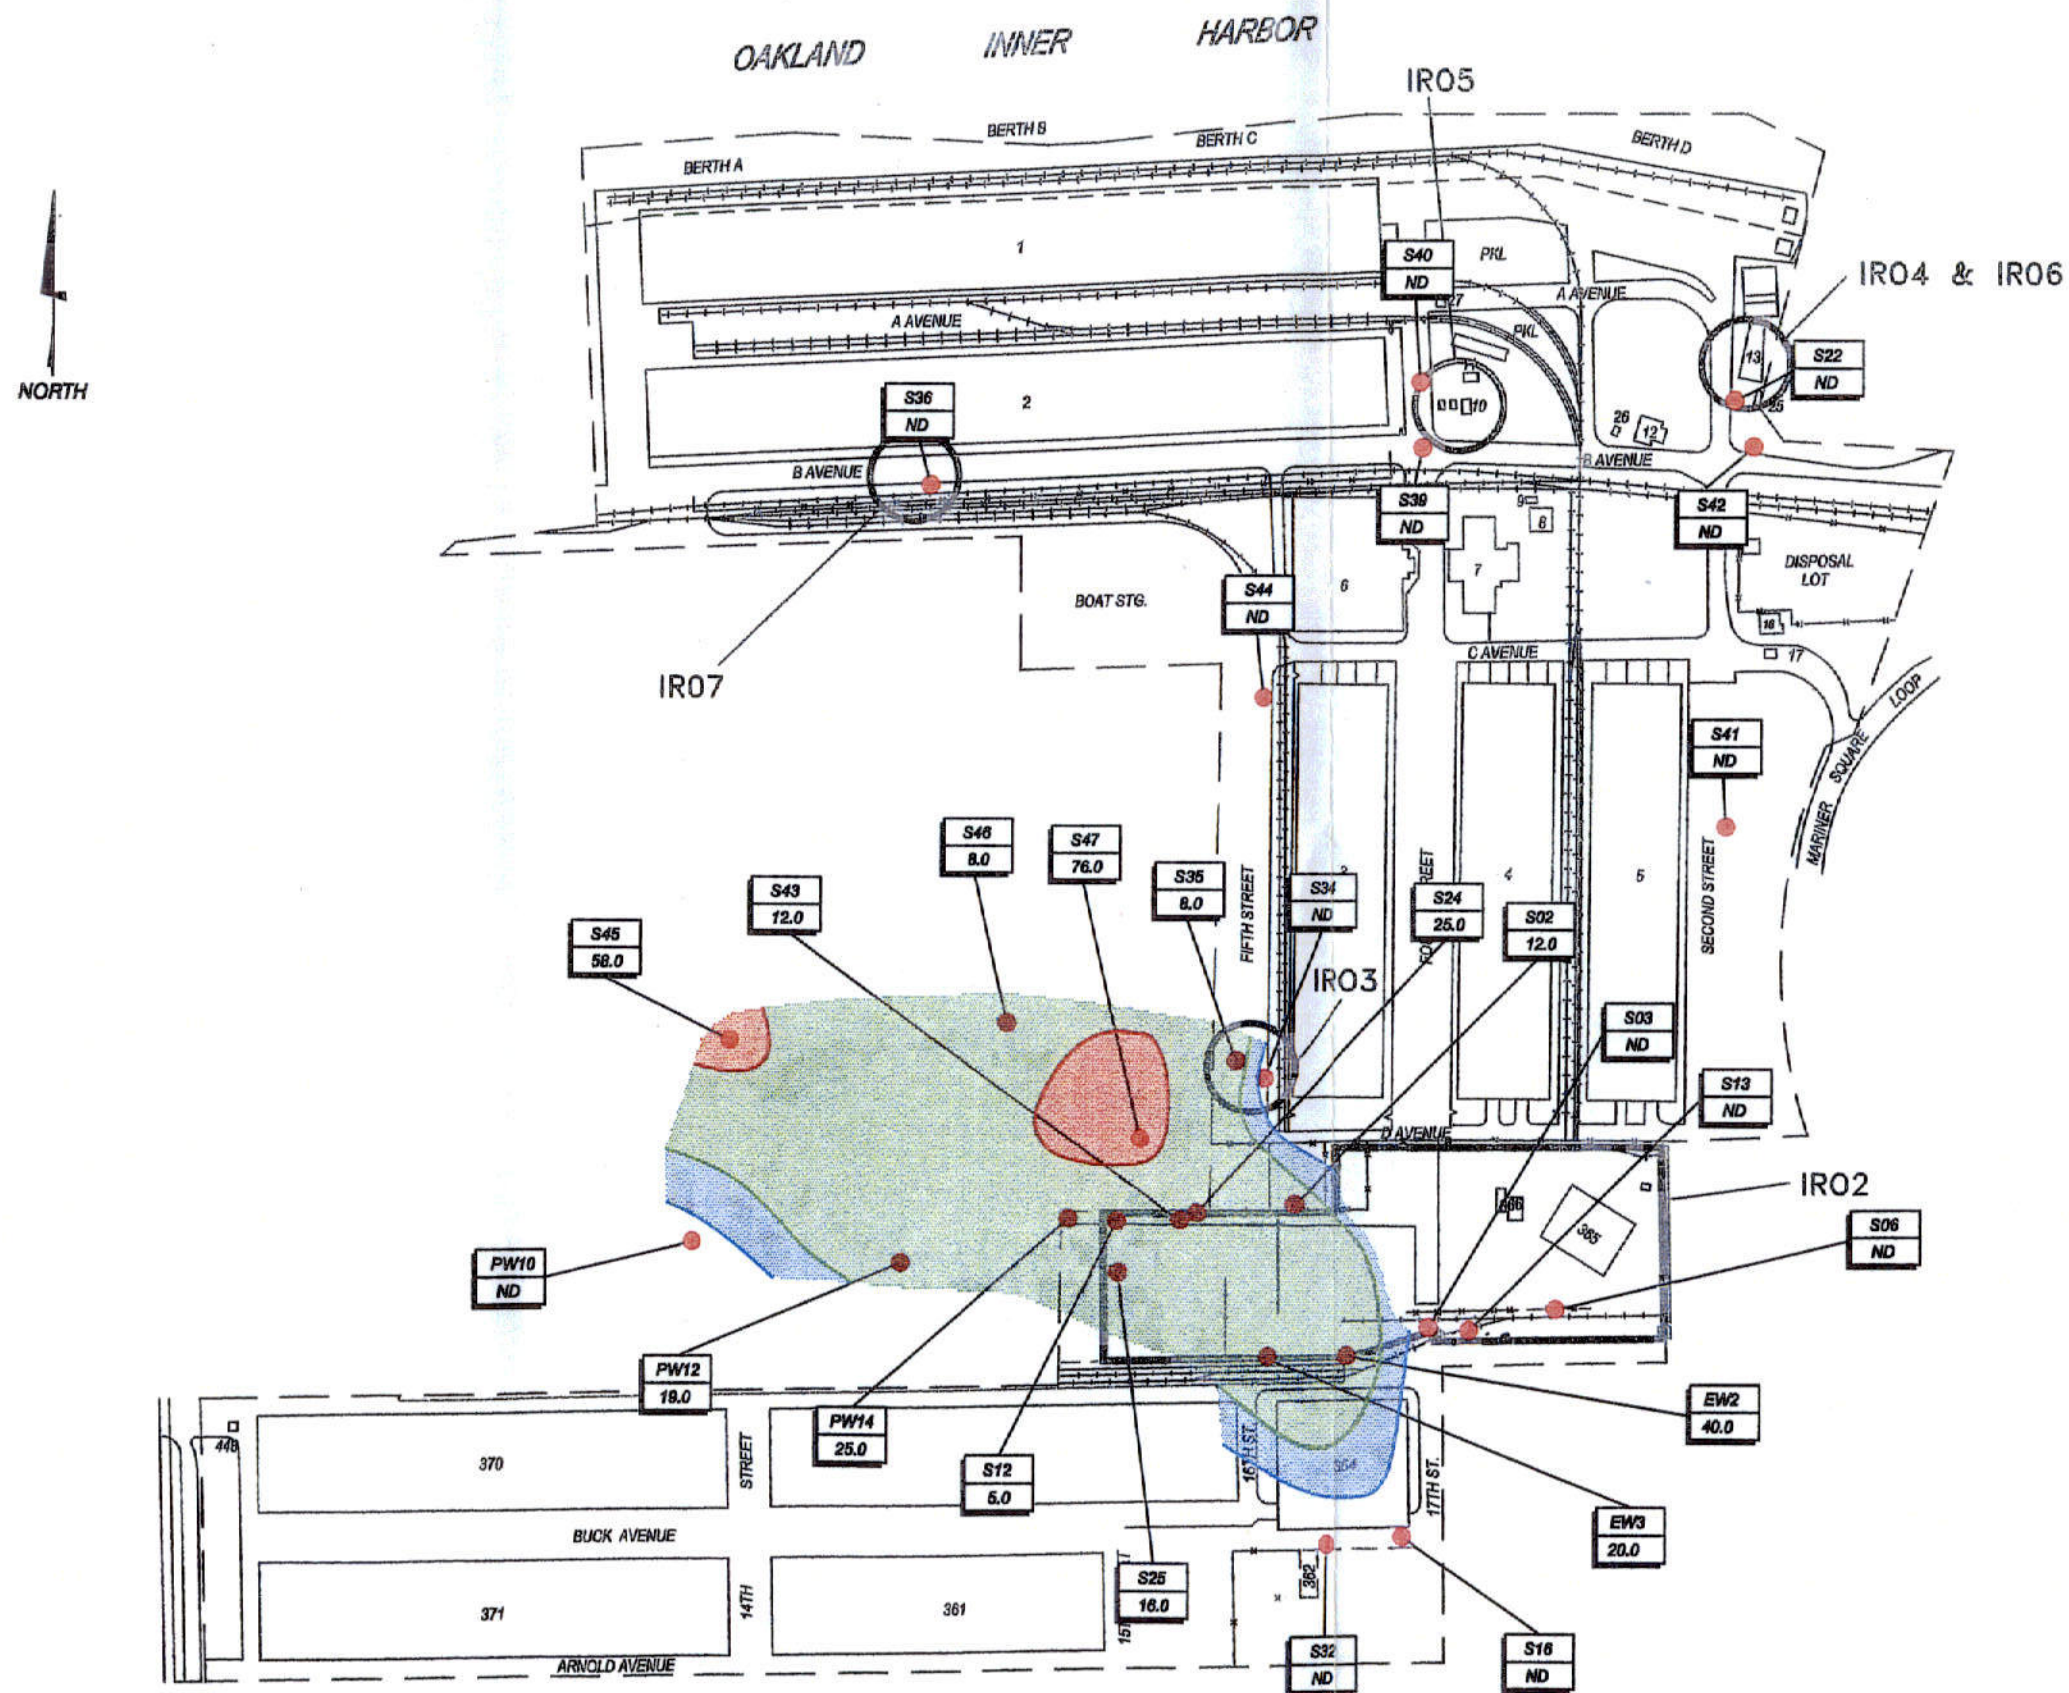 OAKLAND INNER HARBOR
IR05
BERTH A
BERTH B
BERTH C
BERTH D
NORTH
1
S40
ND
PKL
IR04 & IR06
A AVENUE
A AVENUE
PKL
13
S22
ND
25
2
S36
ND
10
26
12
B AVENUE
B AVENUE
S39
ND
9
8
S42
ND
DISPOSAL
LOT
BOAT STG.
S44
ND
6
7
18
C AVENUE
17
IR07
LOOP
SQUARE
MARINER
S41
ND
S46
8.0
S47
76.0
S43
12.0
S35
8.0
FIFTH STREET
S34
ND
S24
25.0
4
S02
12.0
5
SECOND STREET
S45
58.0
IR03
S03
ND
S13
ND
D AVENUE
IR02
365
S06
ND
PW10
ND
PW12
19.0
PW14
25.0
S12
5.0
EW2
40.0
448
370
STREET
16TH ST.
17TH ST.
BUCK AVENUE
EW3
20.0
S25
16.0
371
14TH
361
362
ARNOLD AVENUE
S32
ND
S16
ND